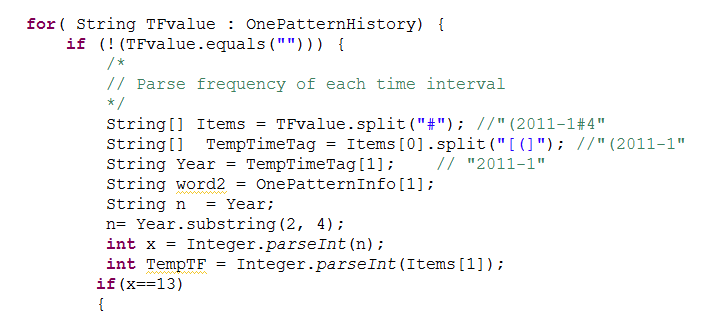 for( String TFvalue : OnePatternHistory) {
if (!(TFvalue.equals(""))) {
/*
// Parse frequency of each time interval
*/
String[] Items = TFvalue.split("#"); //"(2011-1#4"
String[] TempTimeTag = Items[0].split("[(]"); //"(2011-1"
String Year = TempTimeTag[1]; // "2011-1"
String word2 = OnePatternInfo[1];
String n = Year;
n= Year.substring(2, 4);
int x = Integer.parseInt(n);
int TempTF = Integer.parseInt(Items[1]);
if(x==13)
{